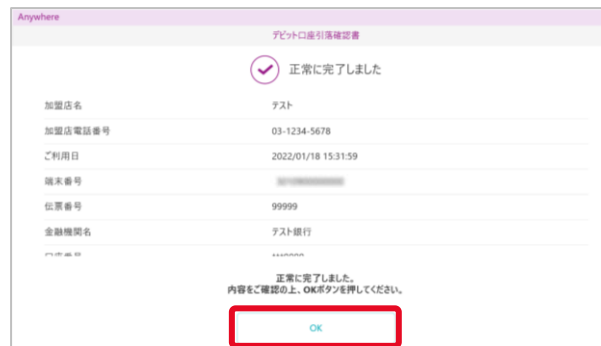 Anywhere
デビット口座引落確認書
正常に完了しました
加盟店名 テスト
加盟店電話番号 03-1234-5678
ご利用日 2022/01/18 15:31:59
端末番号
伝票番号 99999
金融機関名 テスト銀行
正常に完了しました。
内容をご確認の上、OKボタンを押してください。
OK